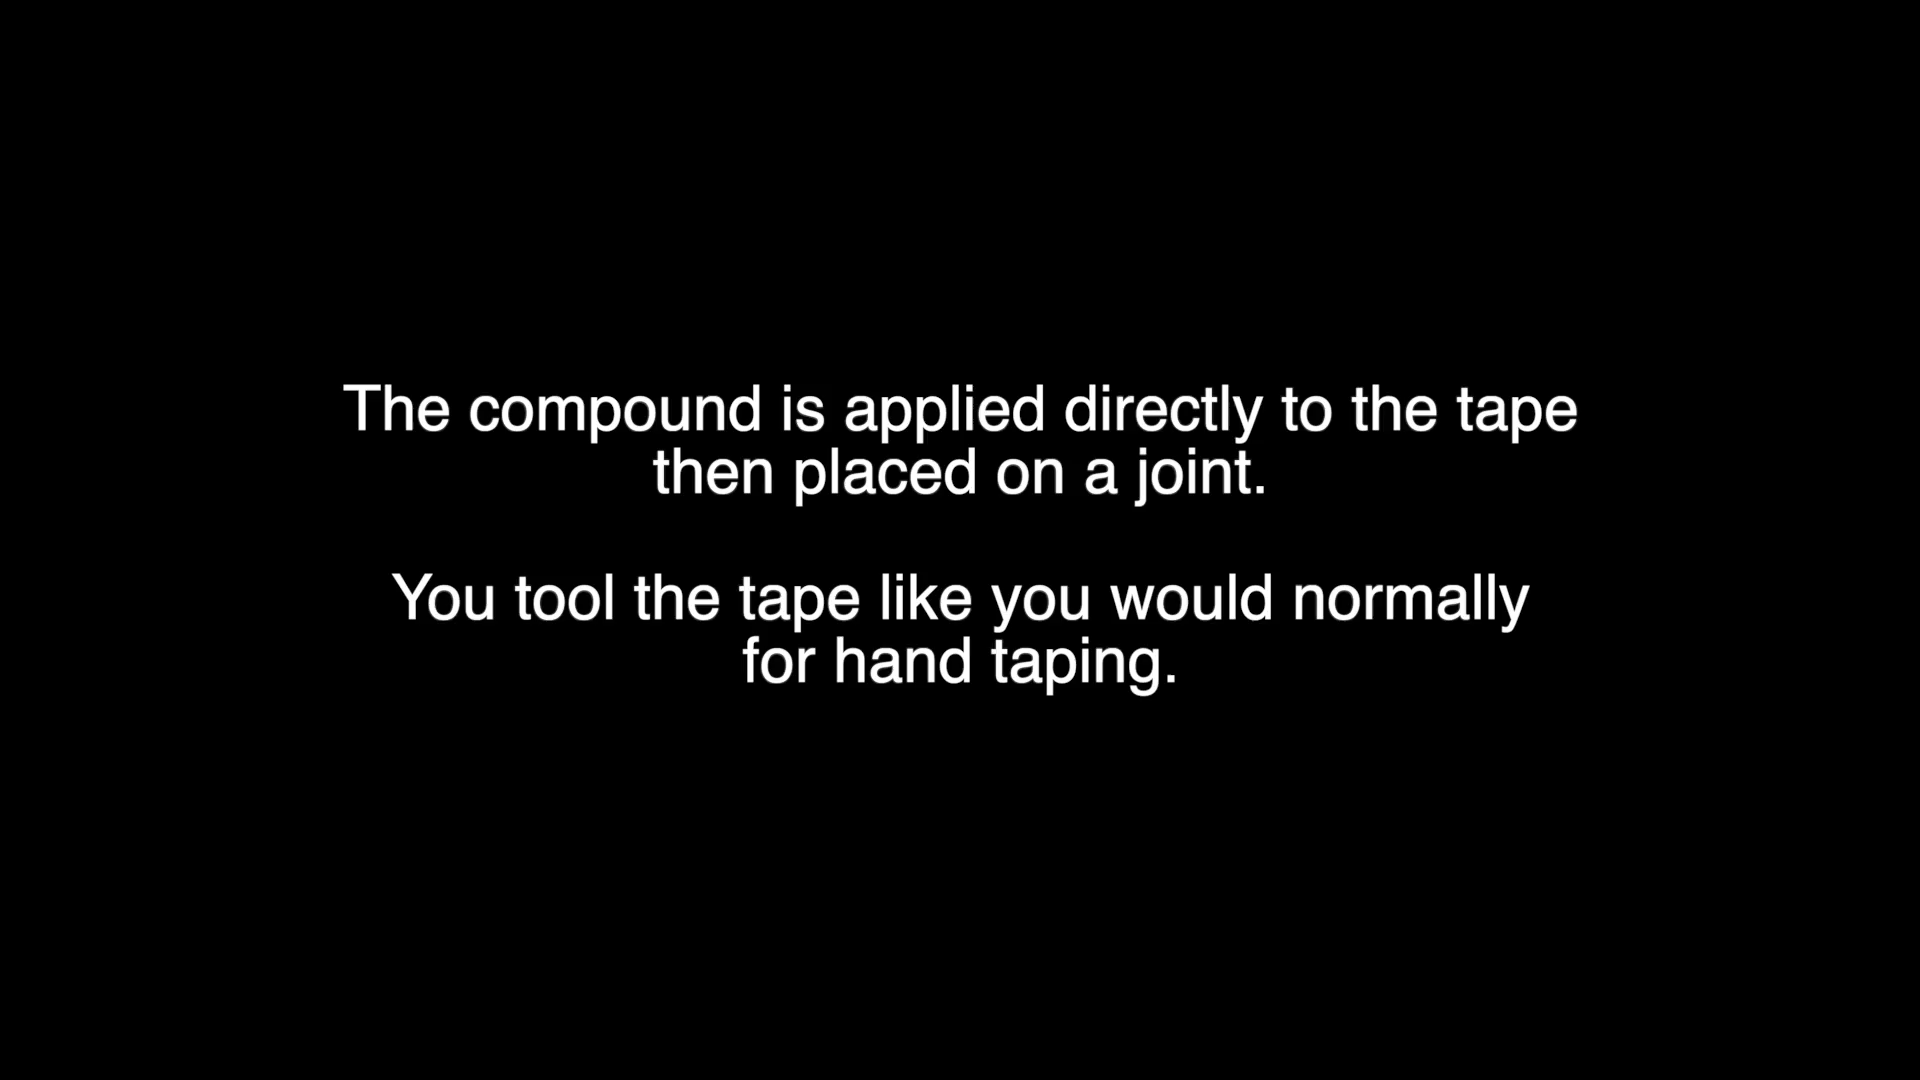 The compound is applied directly to the tape
then placed on a joint.
You tool the tape like you would normally
for hand taping.